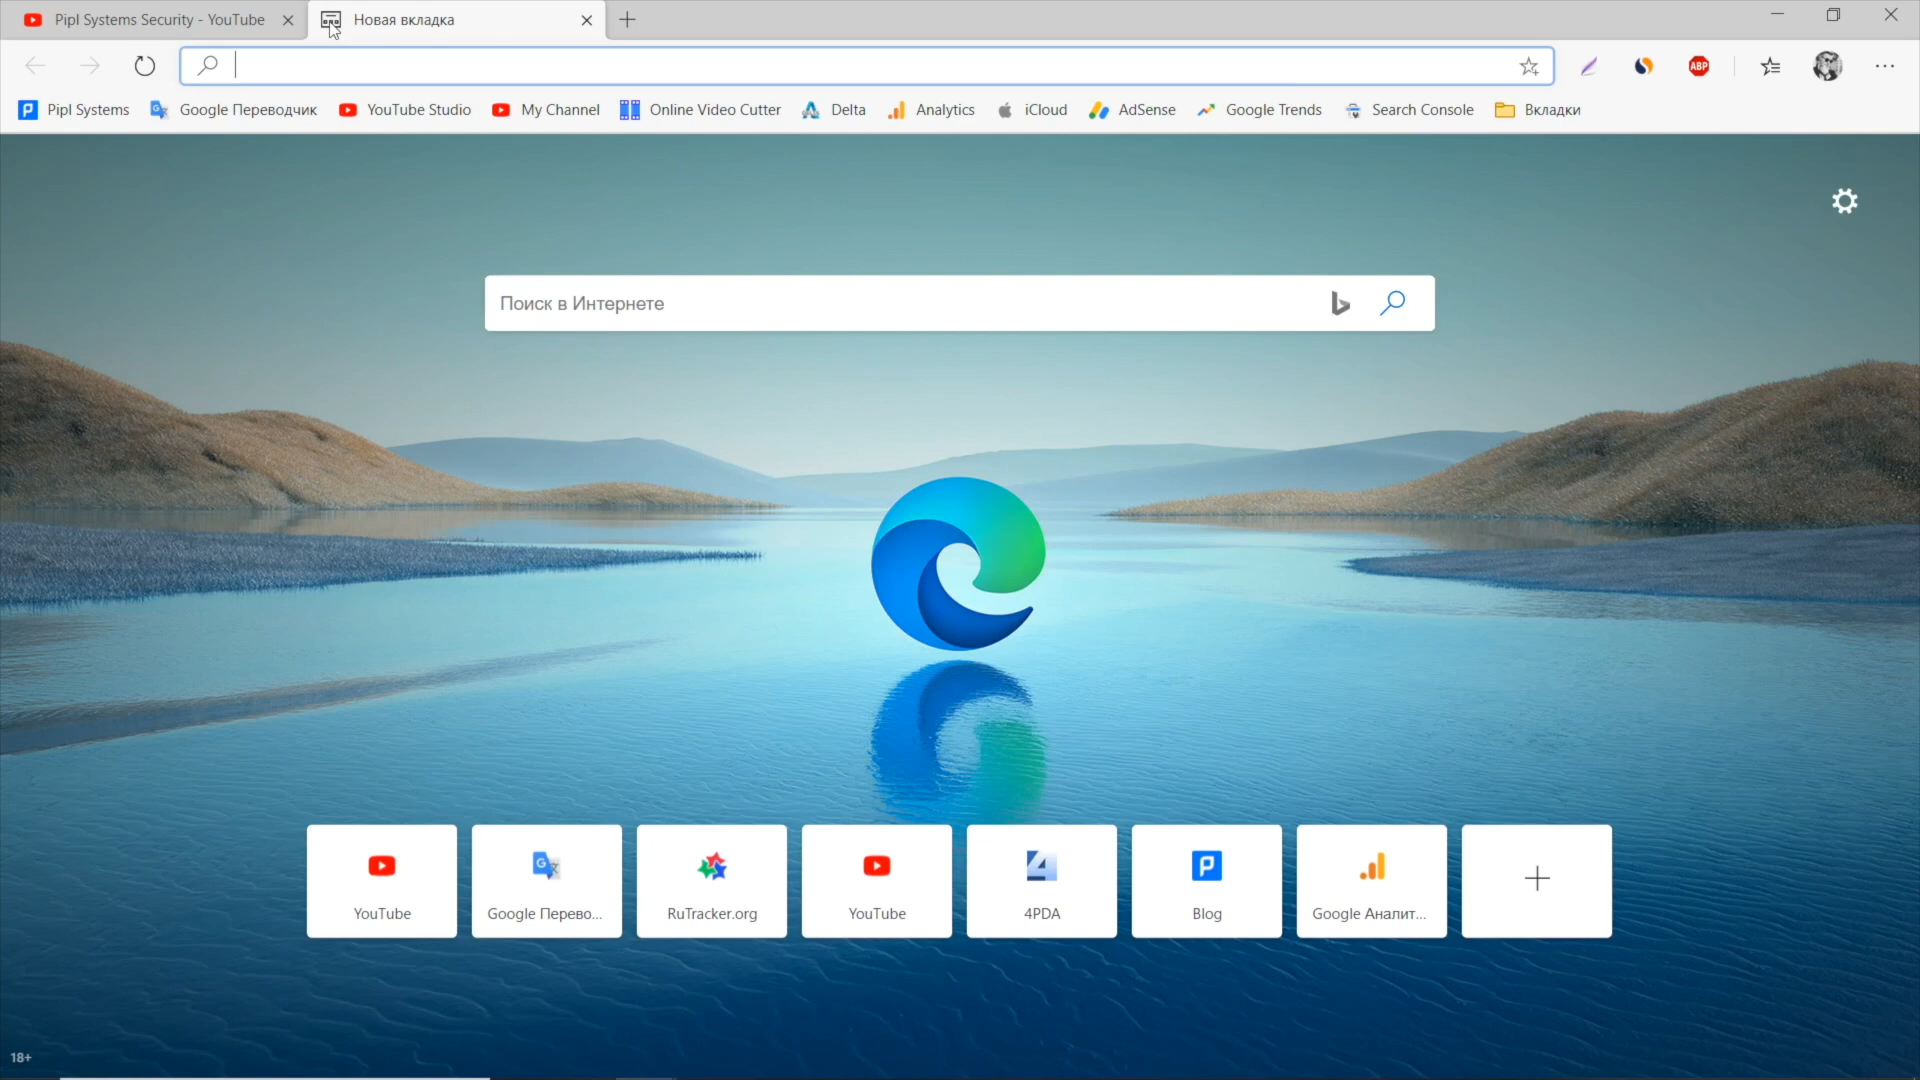 Pipl Systems Security - YouTube
Новая вкладка
ABP
Pipl Systems
Google Переводчик
YouTube Studio
My Channel
Online Video Cutter
Delta
Analytics
iCloud
AdSense
Google Trends
Search Console
Вкладки
Поиск в Интернете
YouTube
Google Перево...
RuTracker.org
YouTube
4PDA
Blog
Google Аналит...
18+